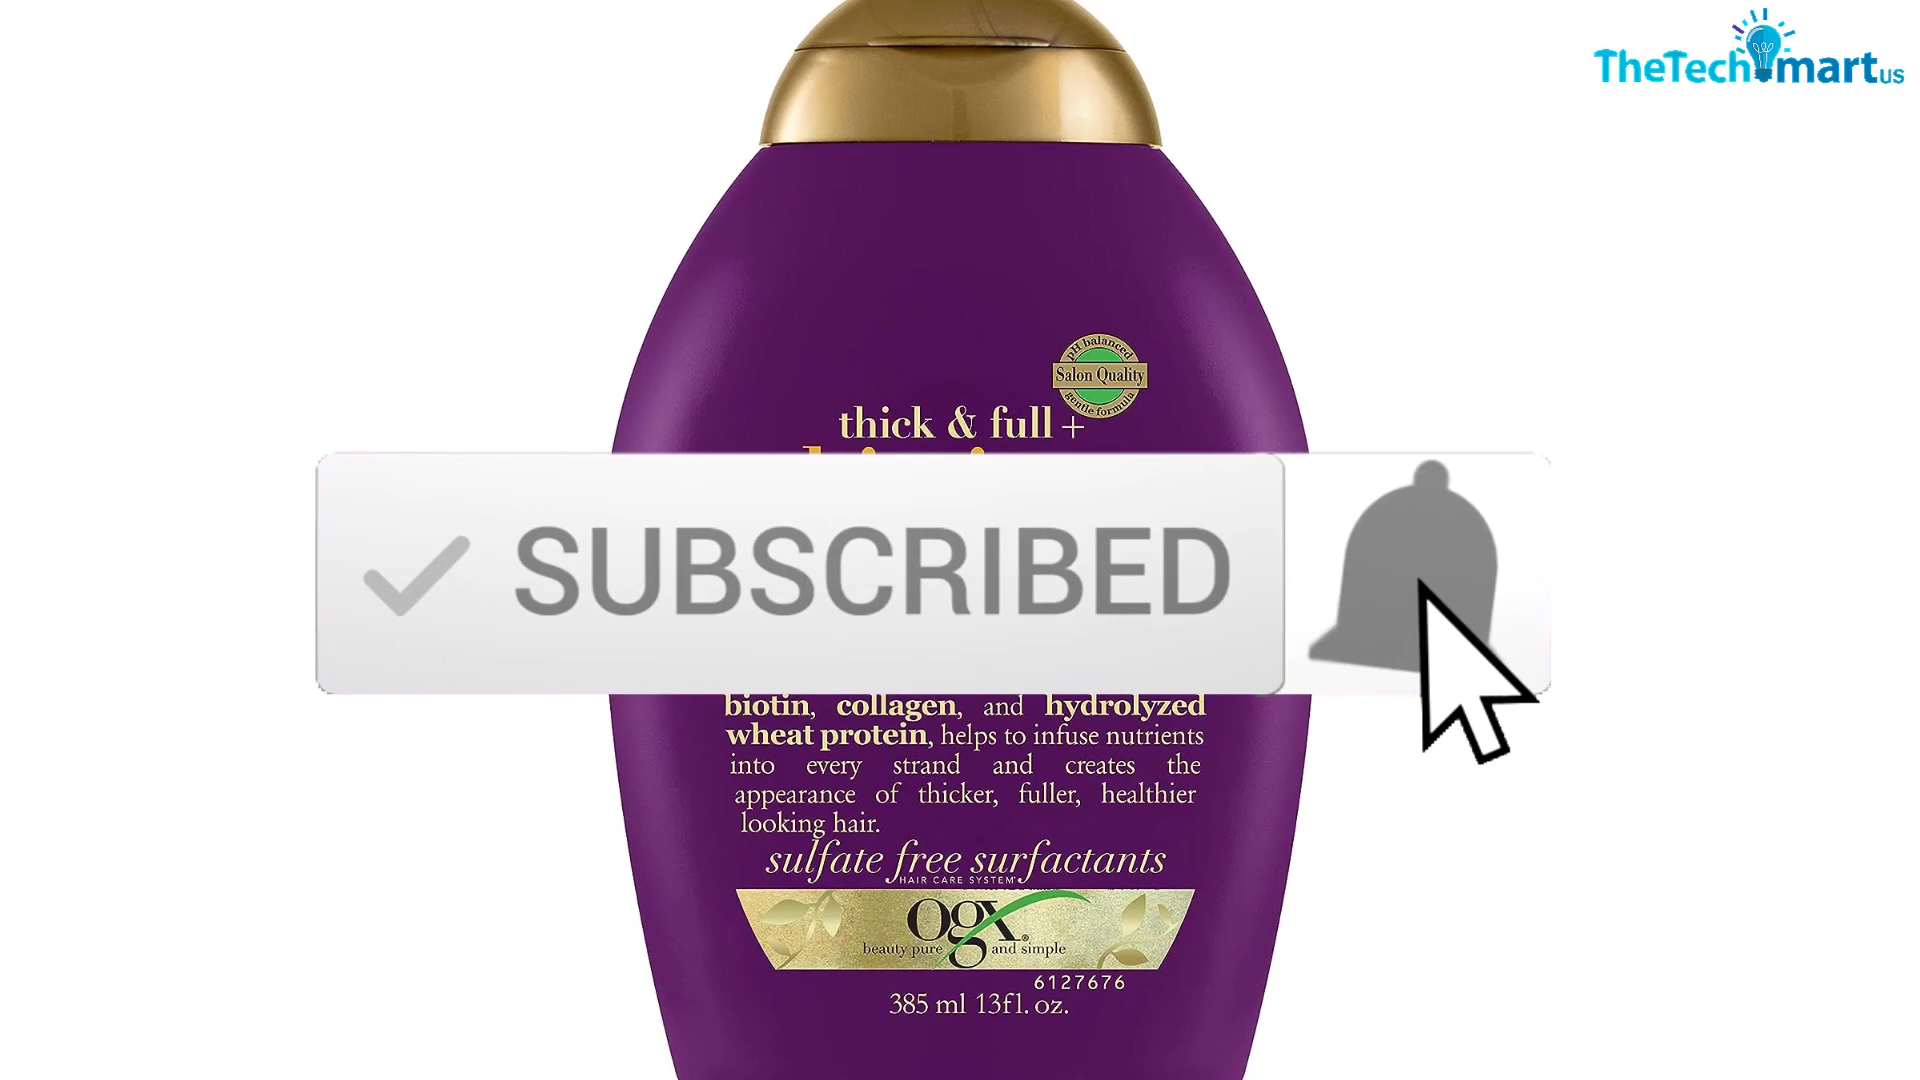 TheTechmartus
pH balanced
Salon Quality
gentle formula
thick & full +
SUBSCRIBED
biotin, collagen, and hydrolyzed
wheat protein, helps to infuse nutrients
into every strand and creates the
appearance of thicker, fuller, healthier
looking hair.
sulfate free surfactants
HAIR CARE SYSTEM
ogx®
beauty pure and simple
6127676
385 ml 13fl. oz.